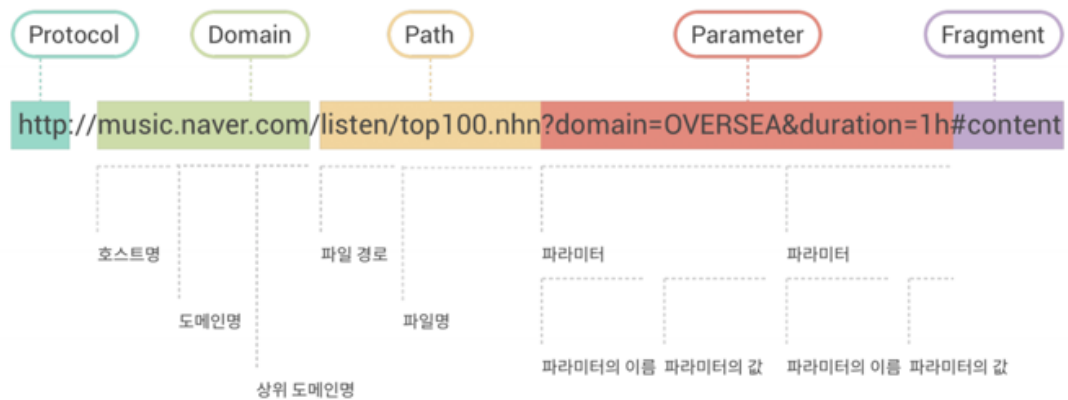 Protocol Domain Path Parameter Fragment
http://music.naver.com/listen/top100.nhn?domain=OVERSEA&duration=1h#content
호스트명 파일 경로 파라미터 파라미터
도메인명 파일명
파라미터의 이름 파라미터의 값 파라미터의 이름 파라미터의 값
상위 도메인명